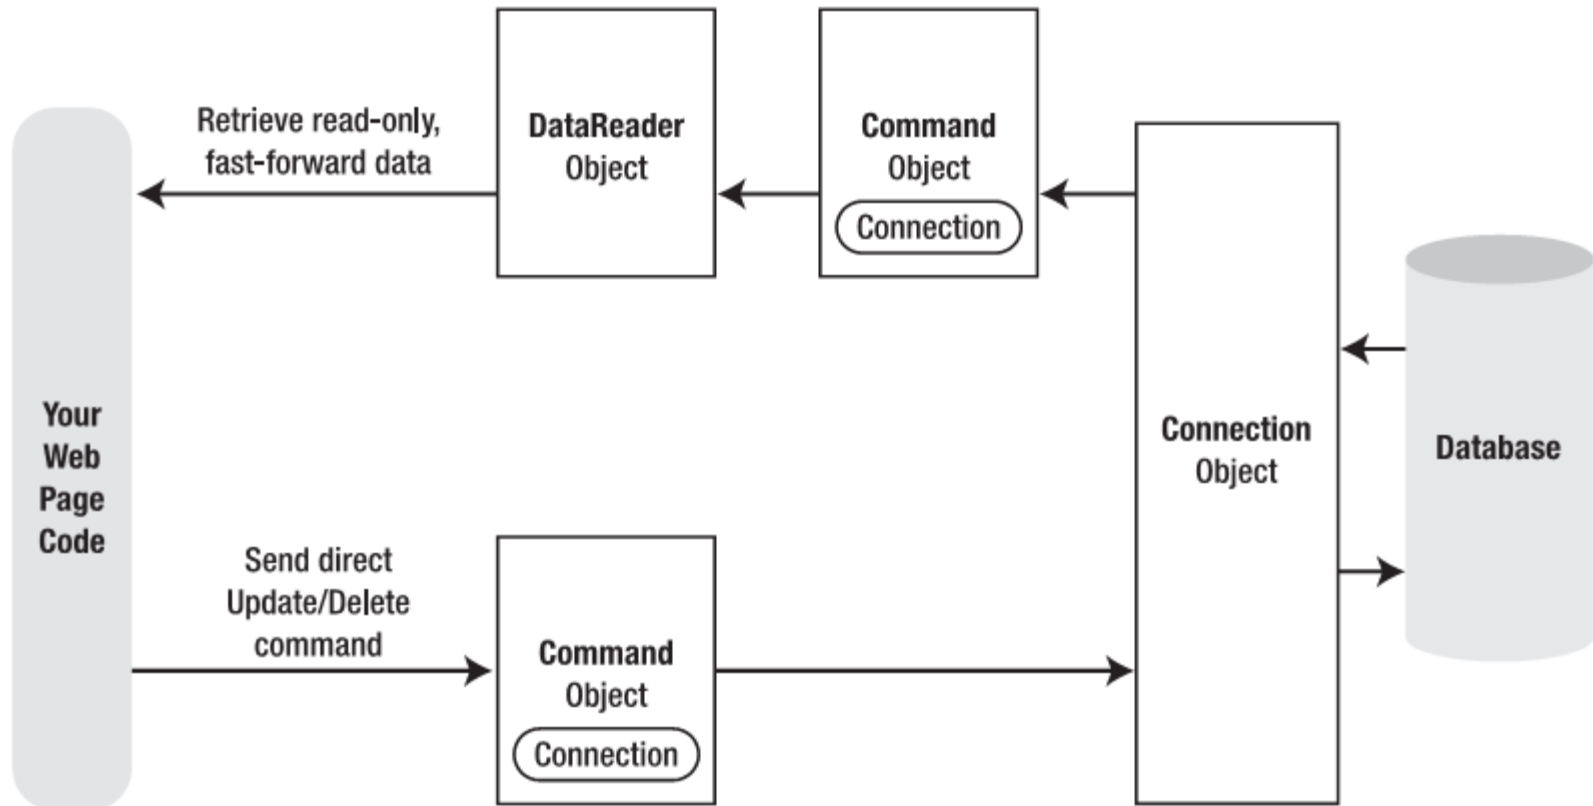 Retrieve read-only,
fast-forward data
DataReader
Object
Command
Object
Connection
Your
Web
Page
Code
Connection
Object
Database
Send direct
Update/Delete
command
Command
Object
Connection